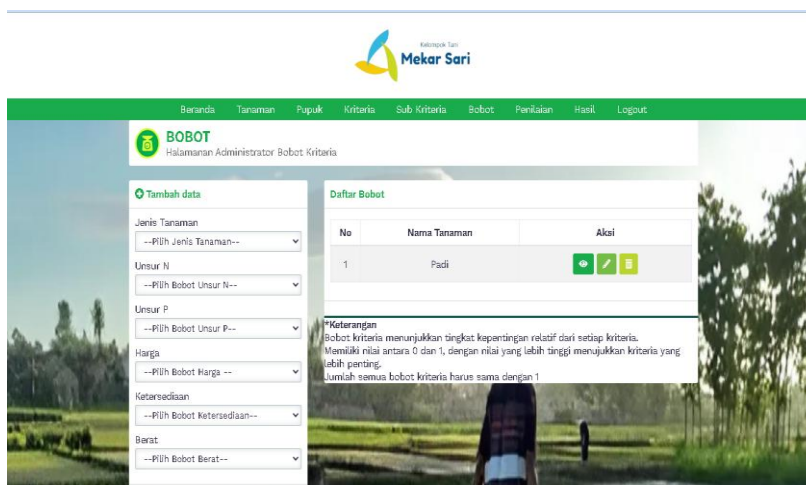 Kelompok Tani
Mekar Sari
Beranda Tanaman Pupuk Kriteria Sub Kriteria Bobot Penilaian Hasil Logout
BOBOT
Halamanan Administrator Bobot Kriteria
Tambah data
Jenis Tanaman
--Pilih Jenis Tanaman--
Unsur N
--Pilih Bobot Unsur N--
Unsur P
--Pilih Bobot Unsur P--
Harga
--Pilih Bobot Harga --
Ketersediaan
--Pilih Bobot Ketersediaan--
Berat
--Pilih Bobot Berat--
Daftar Bobot
No Nama Tanaman Aksi
1 Padi
*Keterangan
Bobot kriteria menunjukkan tingkat kepentingan relatif dari setiap kriteria.
Memiliki nilai antara 0 dan 1, dengan nilai yang lebih tinggi menujukkan kriteria yang
lebih penting.
Jumlah semua bobot kriteria harus sama dengan 1